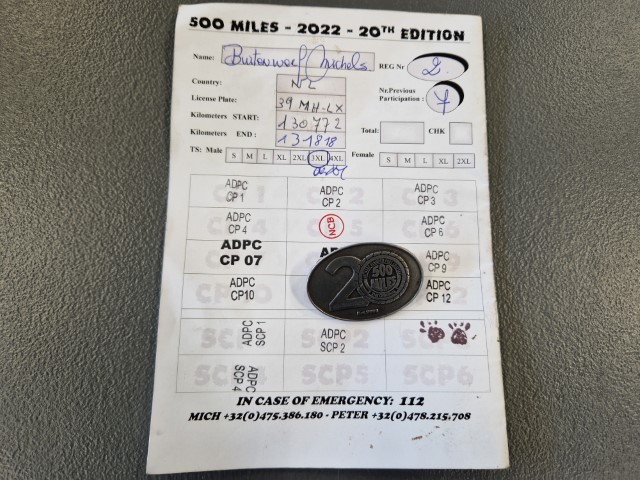 500 MILES - 2022 - 20TH EDITION
Name: Michels
REG Nr 2.
Country: NL
Nr.Previous Participation: 7
License Plate: 39 MH-LX
Kilometers START: 130772
Kilometers END: 131818
Total: CHK
TS: Male S M L XL 2XL 3XL 4XL Female S M L XL 2XL
ADPC CP 1 ADPC CP 2 ADPC CP 3
ADPC CP 4 NCB ADPC CP 6
ADPC CP 07 ADPC CP 9
ADPC CP10 ADPC CP 12
20 500 MILES
ADPC SCP 1 ADPC SCP 2
ADPC SCP 4 SCP5 SCP6
IN CASE OF EMERGENCY: 112
MICH +32(0)475.386.180 - PETER +32(0)478.215.708